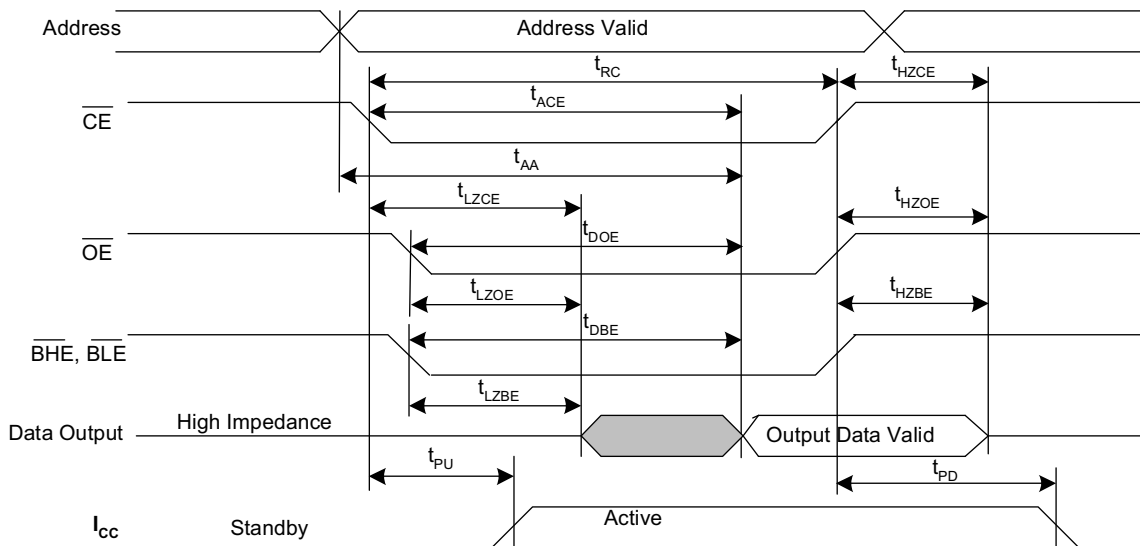 Address
Address Valid
tRC
tHZCE
tACE
CE
tAA
tLZCE
tHZOE
tDOE
OE
tLZOE
tHZBE
tDBE
BHE, BLE
tLZBE
High Impedance
Data Output
Output Data Valid
tPU
tPD
ICC
Standby
Active